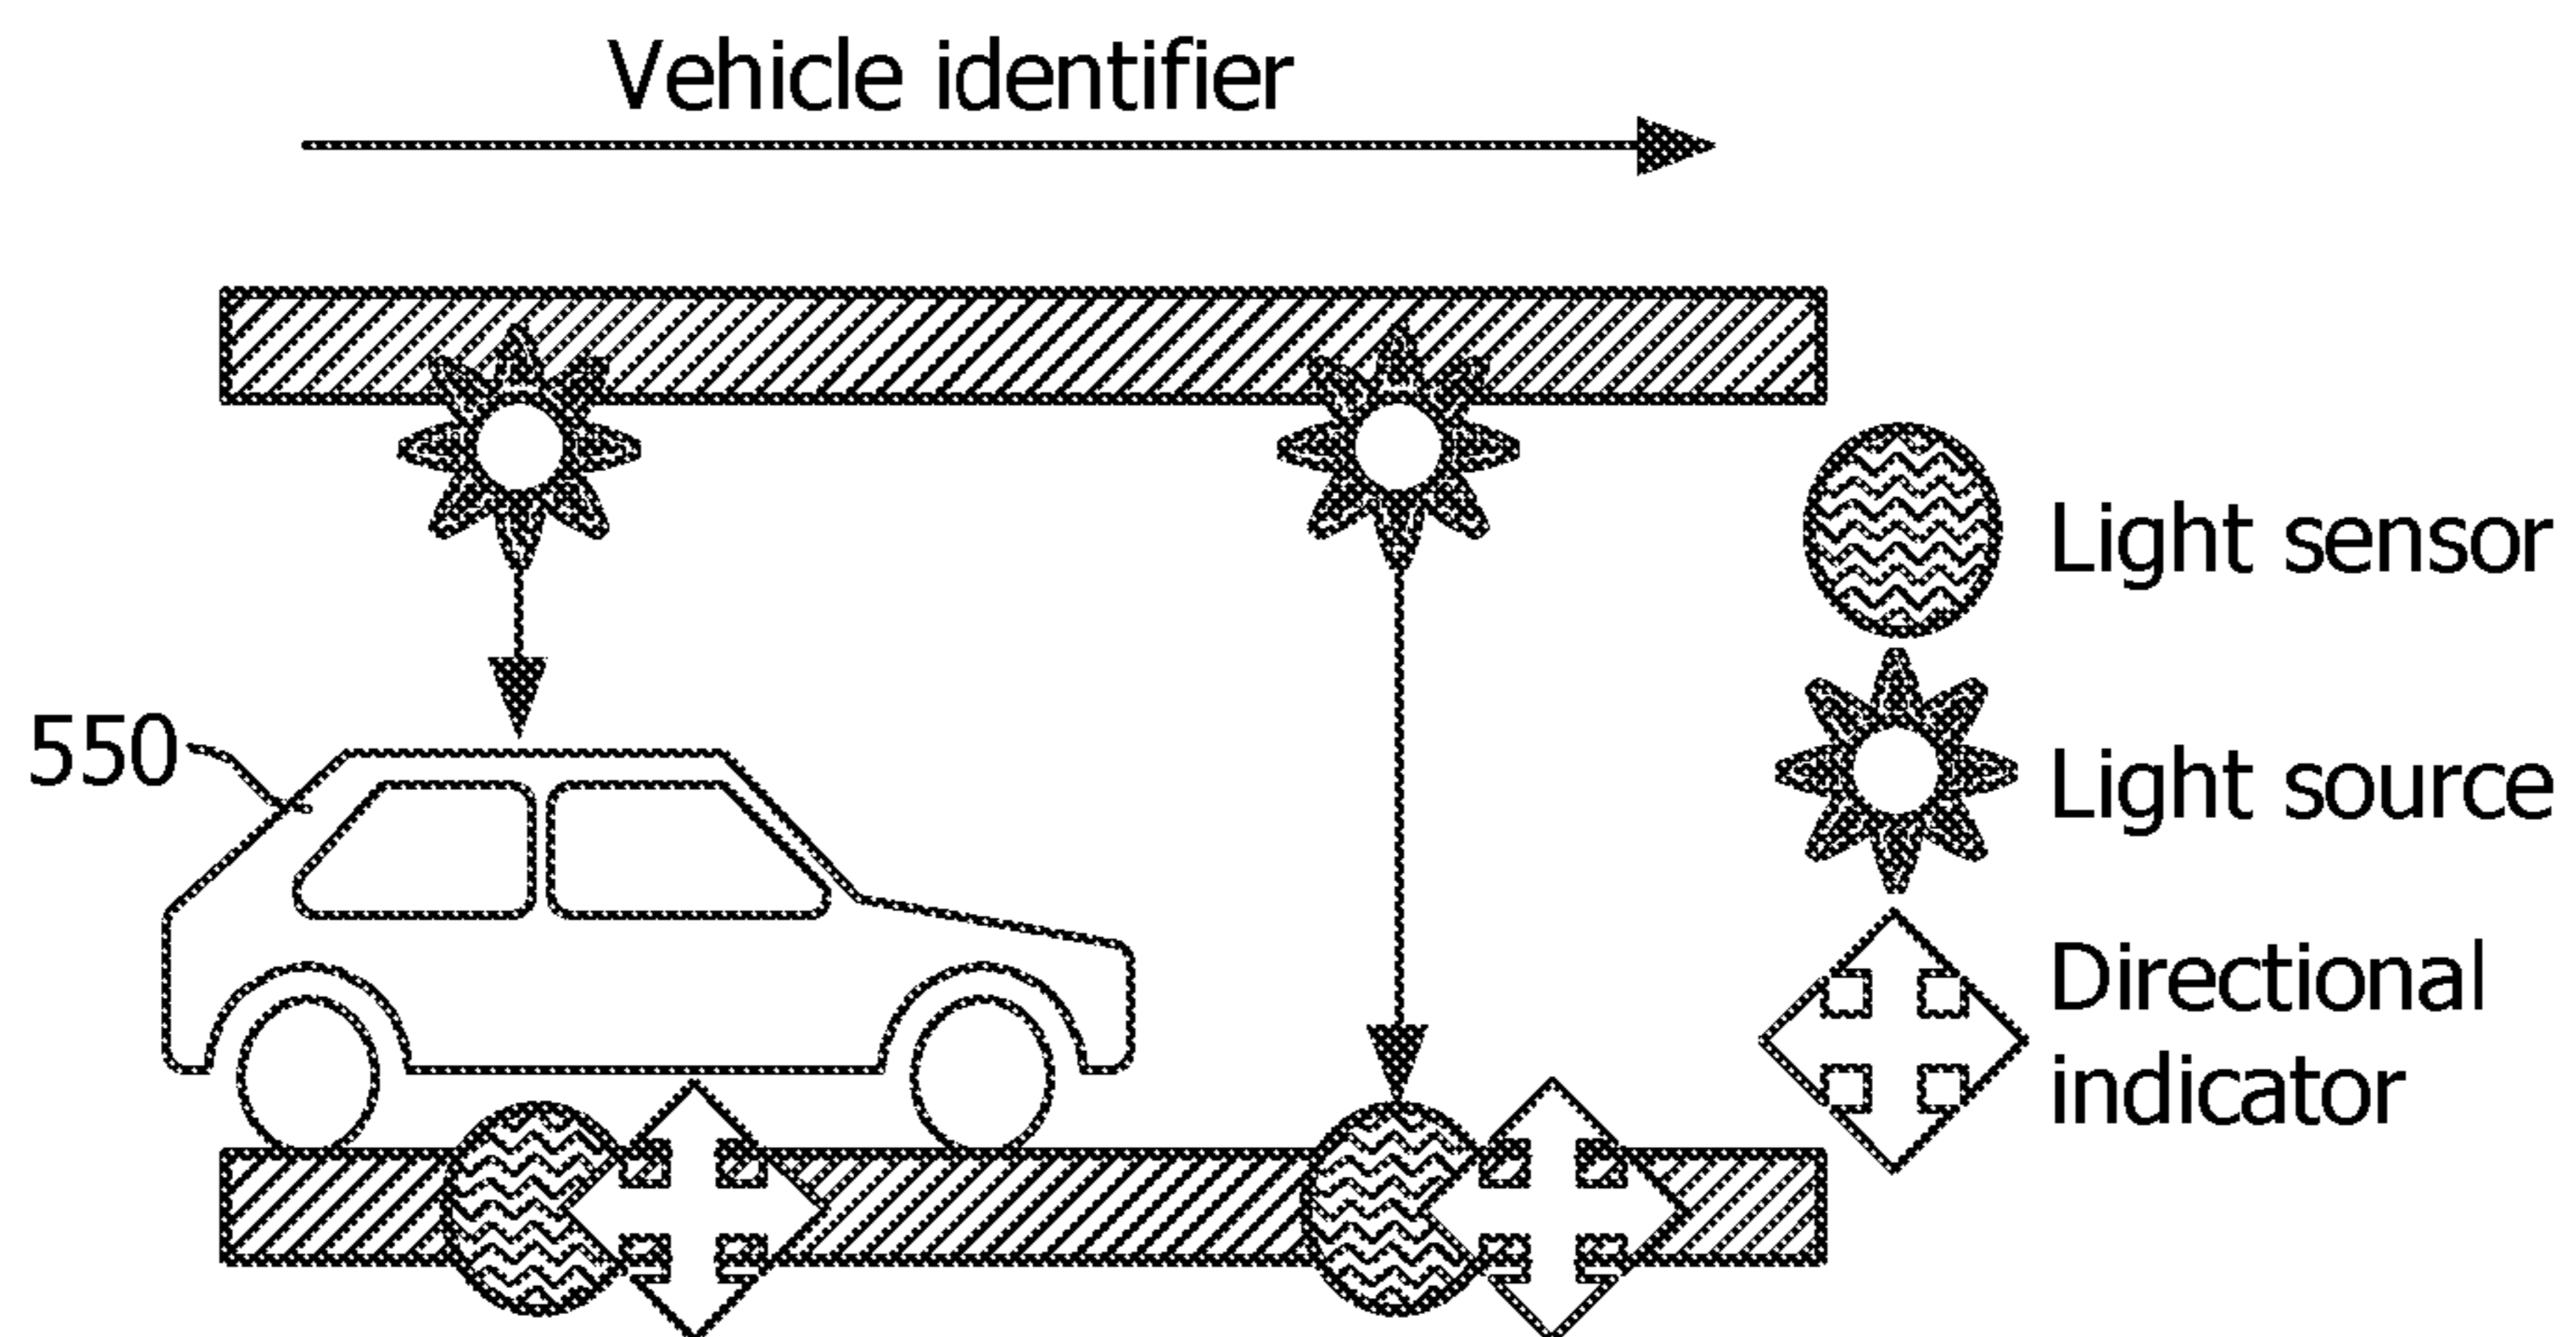 Vehicle identifier
Light sensor
550
Light source
Directional
indicator